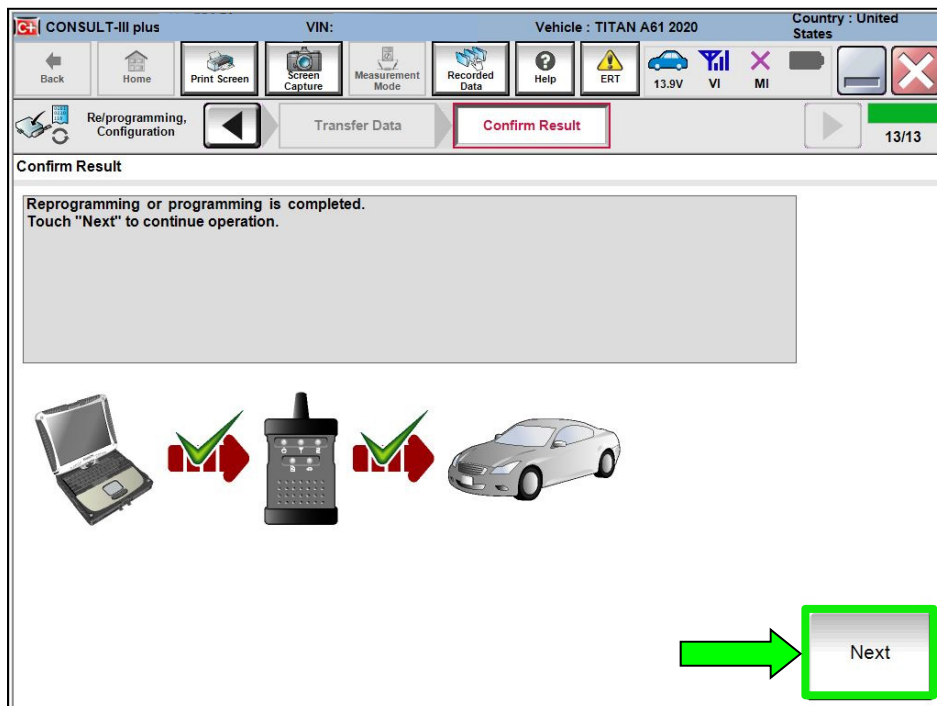 C+ CONSULT-III plus VIN: Vehicle : TITAN A61 2020 Country : United States
Back Home Print Screen Screen Capture Measurement Mode Recorded Data Help ERT 13.9V VI MI
Re/programming, Configuration Transfer Data Confirm Result 13/13
Confirm Result
Reprogramming or programming is completed.
Touch "Next" to continue operation.
Next